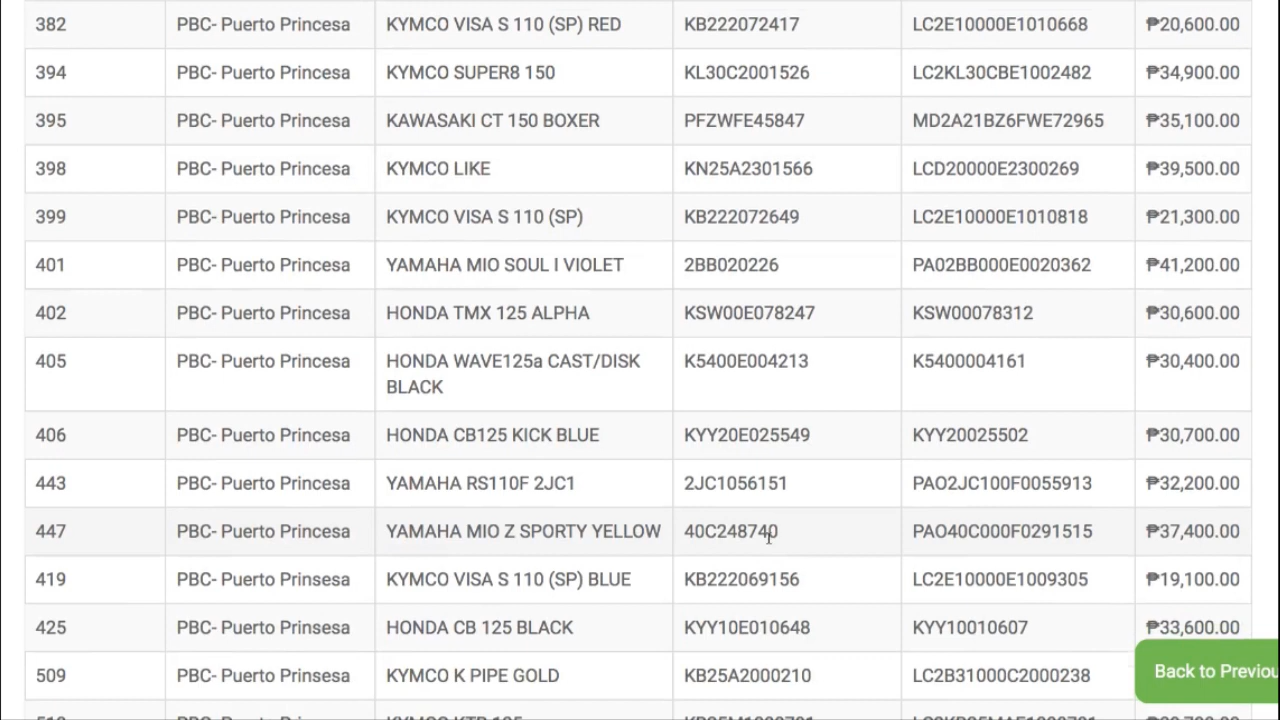 382 PBC- Puerto Princesa KYMCO VISA S 110 (SP) RED KB222072417 LC2E10000E1010668 ₱20,600.00
394 PBC- Puerto Princesa KYMCO SUPER8 150 KL30C2001526 LC2KL30CBE1002482 ₱34,900.00
395 PBC- Puerto Princesa KAWASAKI CT 150 BOXER PFZWFE45847 MD2A21BZ6FWE72965 ₱35,100.00
398 PBC- Puerto Princesa KYMCO LIKE KN25A2301566 LCD20000E2300269 ₱39,500.00
399 PBC- Puerto Princesa KYMCO VISA S 110 (SP) KB222072649 LC2E10000E1010818 ₱21,300.00
401 PBC- Puerto Princesa YAMAHA MIO SOUL I VIOLET 2BB020226 PA02BB000E0020362 ₱41,200.00
402 PBC- Puerto Princesa HONDA TMX 125 ALPHA KSW00E078247 KSW00078312 ₱30,600.00
405 PBC- Puerto Princesa HONDA WAVE125a CAST/DISK K5400E004213 K5400004161 ₱30,400.00
BLACK
406 PBC- Puerto Princesa HONDA CB125 KICK BLUE KYY20E025549 KYY20025502 ₱30,700.00
443 PBC- Puerto Princesa YAMAHA RS110F 2JC1 2JC1056151 PAO2JC100F0055913 ₱32,200.00
447 PBC- Puerto Princesa YAMAHA MIO Z SPORTY YELLOW 40C248740 PAO40C000F0291515 ₱37,400.00
419 PBC- Puerto Prinsesa KYMCO VISA S 110 (SP) BLUE KB222069156 LC2E10000E1009305 ₱19,100.00
425 PBC- Puerto Prinsesa HONDA CB 125 BLACK KYY10E010648 KYY10010607 ₱33,600.00
509 PBC- Puerto Prinsesa KYMCO K PIPE GOLD KB25A2000210 LC2B31000C2000238
Back to